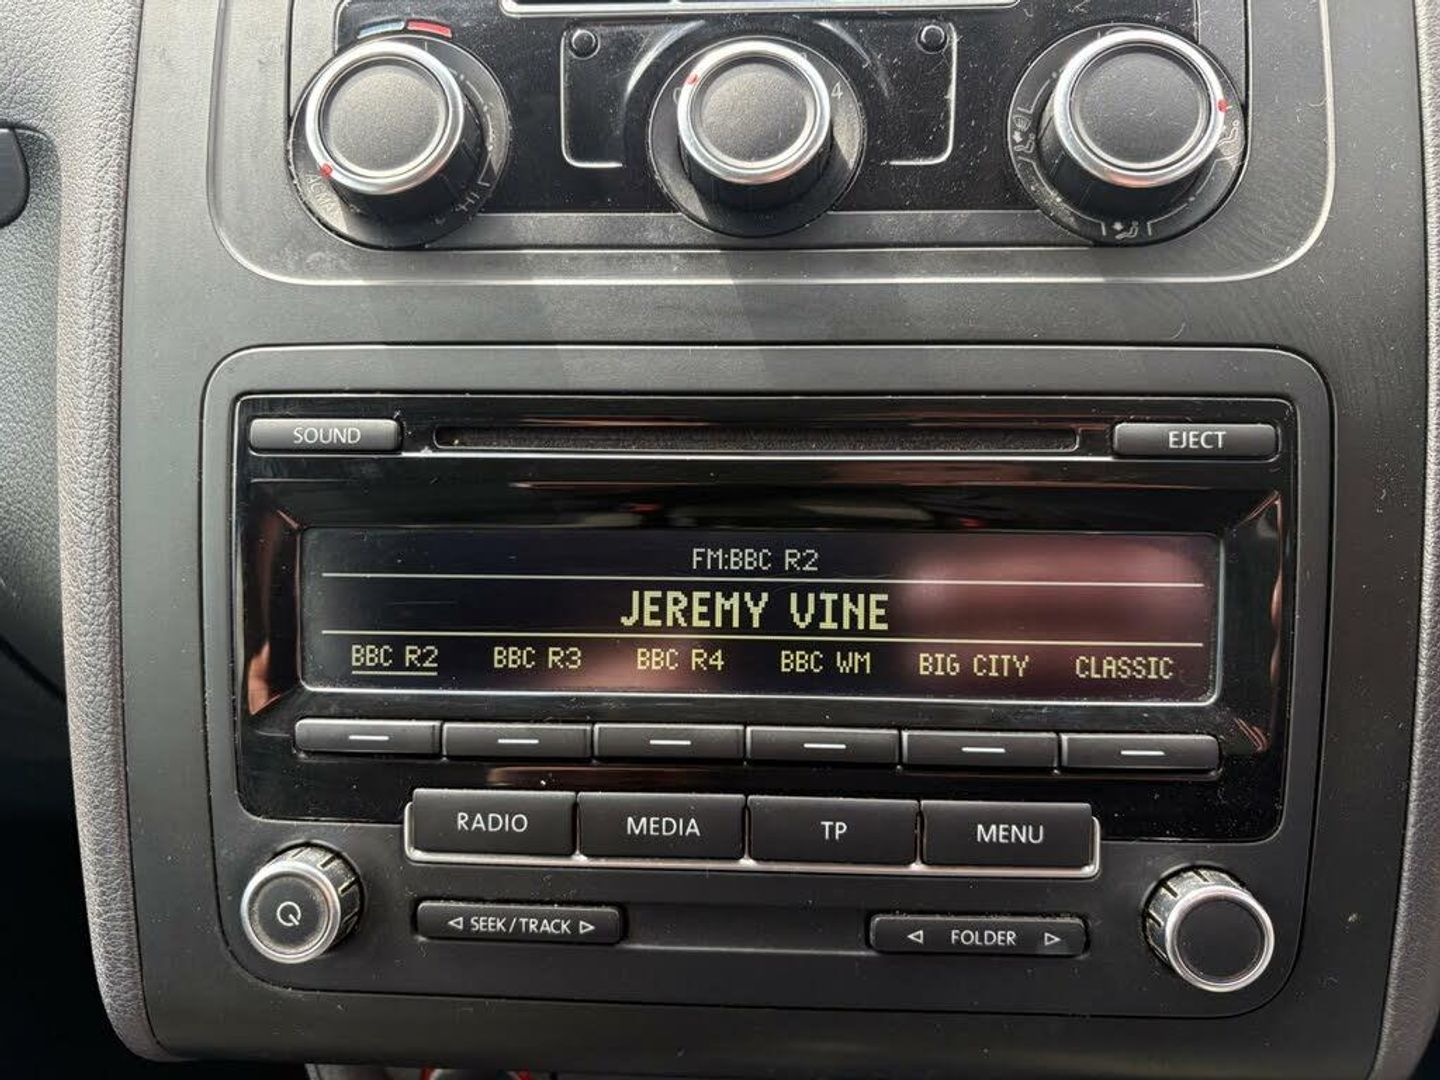 4
SOUND
EJECT
FM:BBC R2
JEREMY VINE
BBC R2 BBC R3 BBC R4 BBC WM BIG CITY CLASSIC
RADIO MEDIA TP MENU
SEEK/TRACK FOLDER